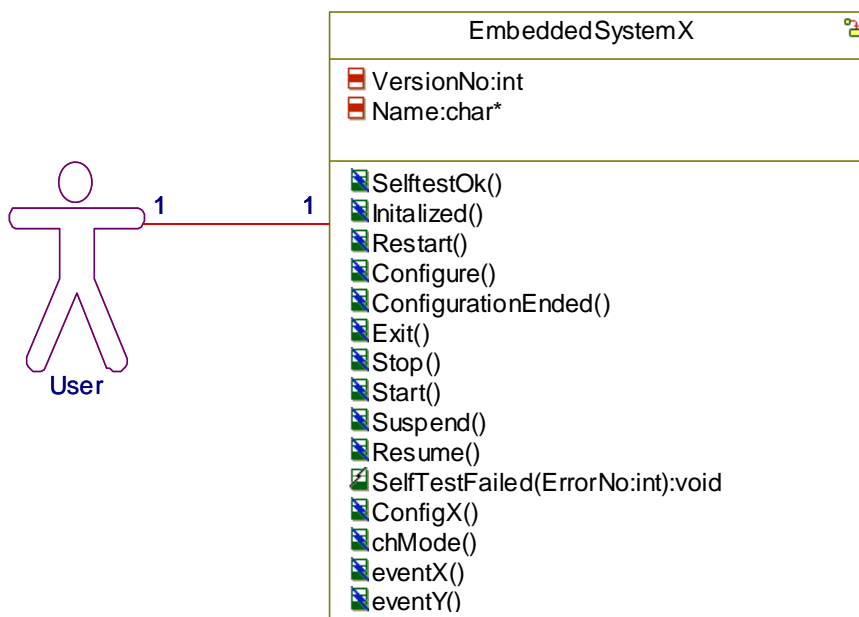 EmbeddedSystemX
VersionNo:int
Name:char*
SelftestOk()
Initalized()
Restart()
Configure()
ConfigurationEnded()
Exit()
Stop()
Start()
Suspend()
Resume()
SelfTestFailed(ErrorNo:int):void
ConfigX()
chMode()
eventX()
eventY()
1 1
User